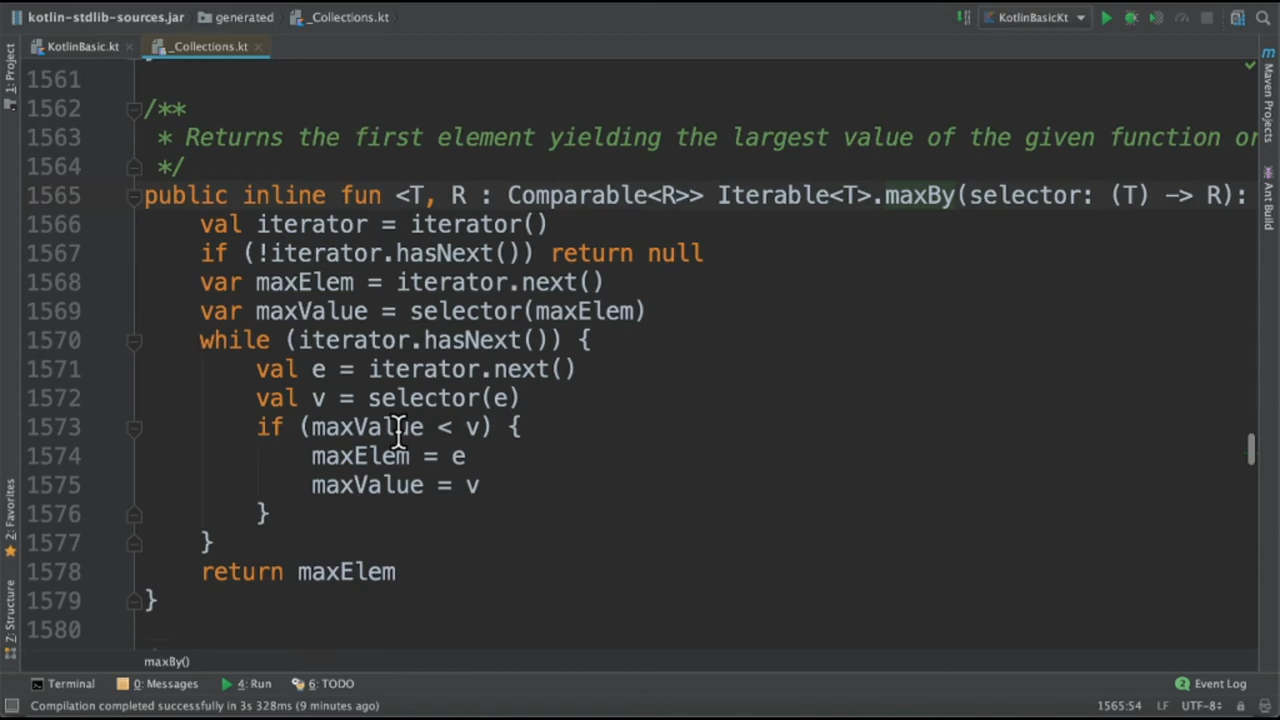 kotlin-stdlib-sources.jar generated _Collections.kt KotlinBasicKt
KotlinBasic.kt _Collections.kt
1: Project
Maven Projects
Ant Build
2: Favorites
7: Structure
1561
1562 /**
1563 * Returns the first element yielding the largest value of the given function or
1564 */
1565 public inline fun <T, R : Comparable<R>> Iterable<T>.maxBy(selector: (T) -> R):
1566 val iterator = iterator()
1567 if (!iterator.hasNext()) return null
1568 var maxElem = iterator.next()
1569 var maxValue = selector(maxElem)
1570 while (iterator.hasNext()) {
1571 val e = iterator.next()
1572 val v = selector(e)
1573 if (maxValue < v) {
1574 maxElem = e
1575 maxValue = v
1576 }
1577 }
1578 return maxElem
1579 }
1580
maxBy()
Terminal 0: Messages 4: Run 6: TODO 2 Event Log
Compilation completed successfully in 3s 328ms (9 minutes ago) 1565:54 LF UTF-8